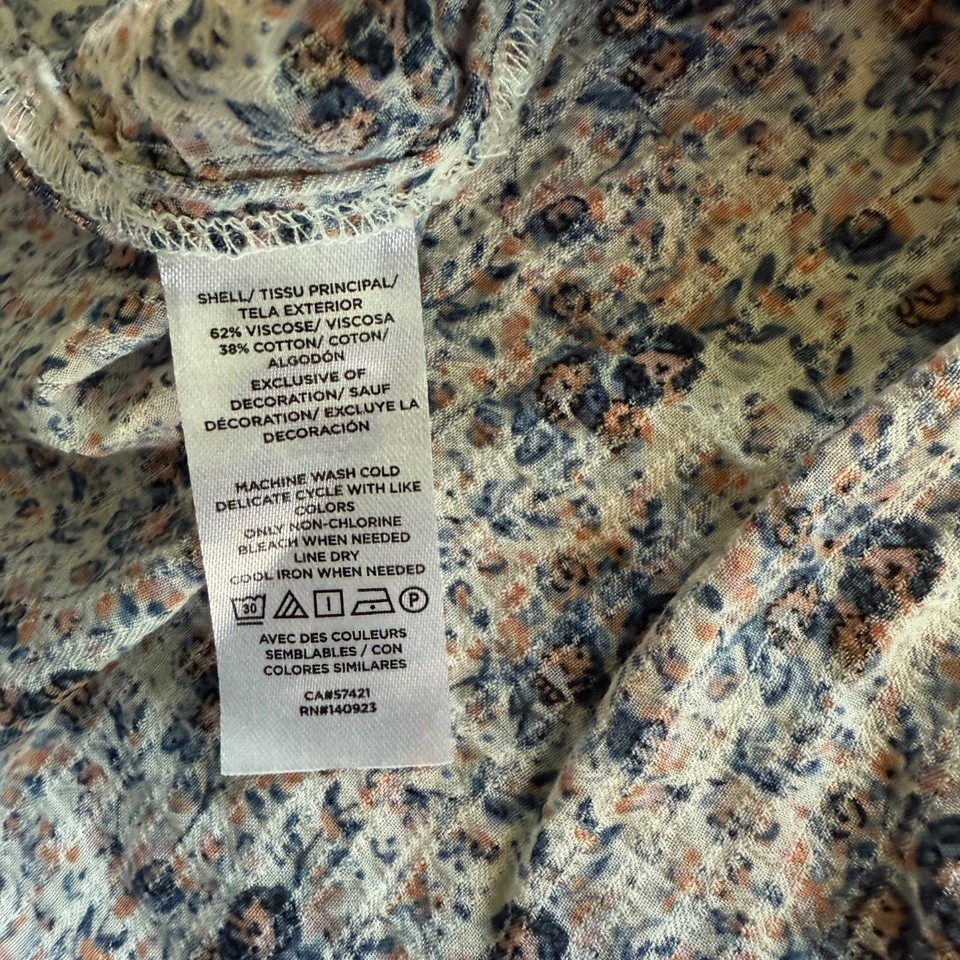 SHELL/ TISSU PRINCIPAL/
TELA EXTERIOR
62% VISCOSE/ VISCOSA
38% COTTON/ COTON/
ALGODÓN
EXCLUSIVE OF
DECORATION/ SAUF
DÉCORATION/ EXCLUYE LA
DECORACIÓN
MACHINE WASH COLD
DELICATE CYCLE WITH LIKE
COLORS
ONLY NON-CHLORINE
BLEACH WHEN NEEDED
LINE DRY
COOL IRON WHEN NEEDED
30 P
AVEC DES COULEURS
SEMBLABLES / CON
COLORES SIMILARES
CA#57421
RN#140923